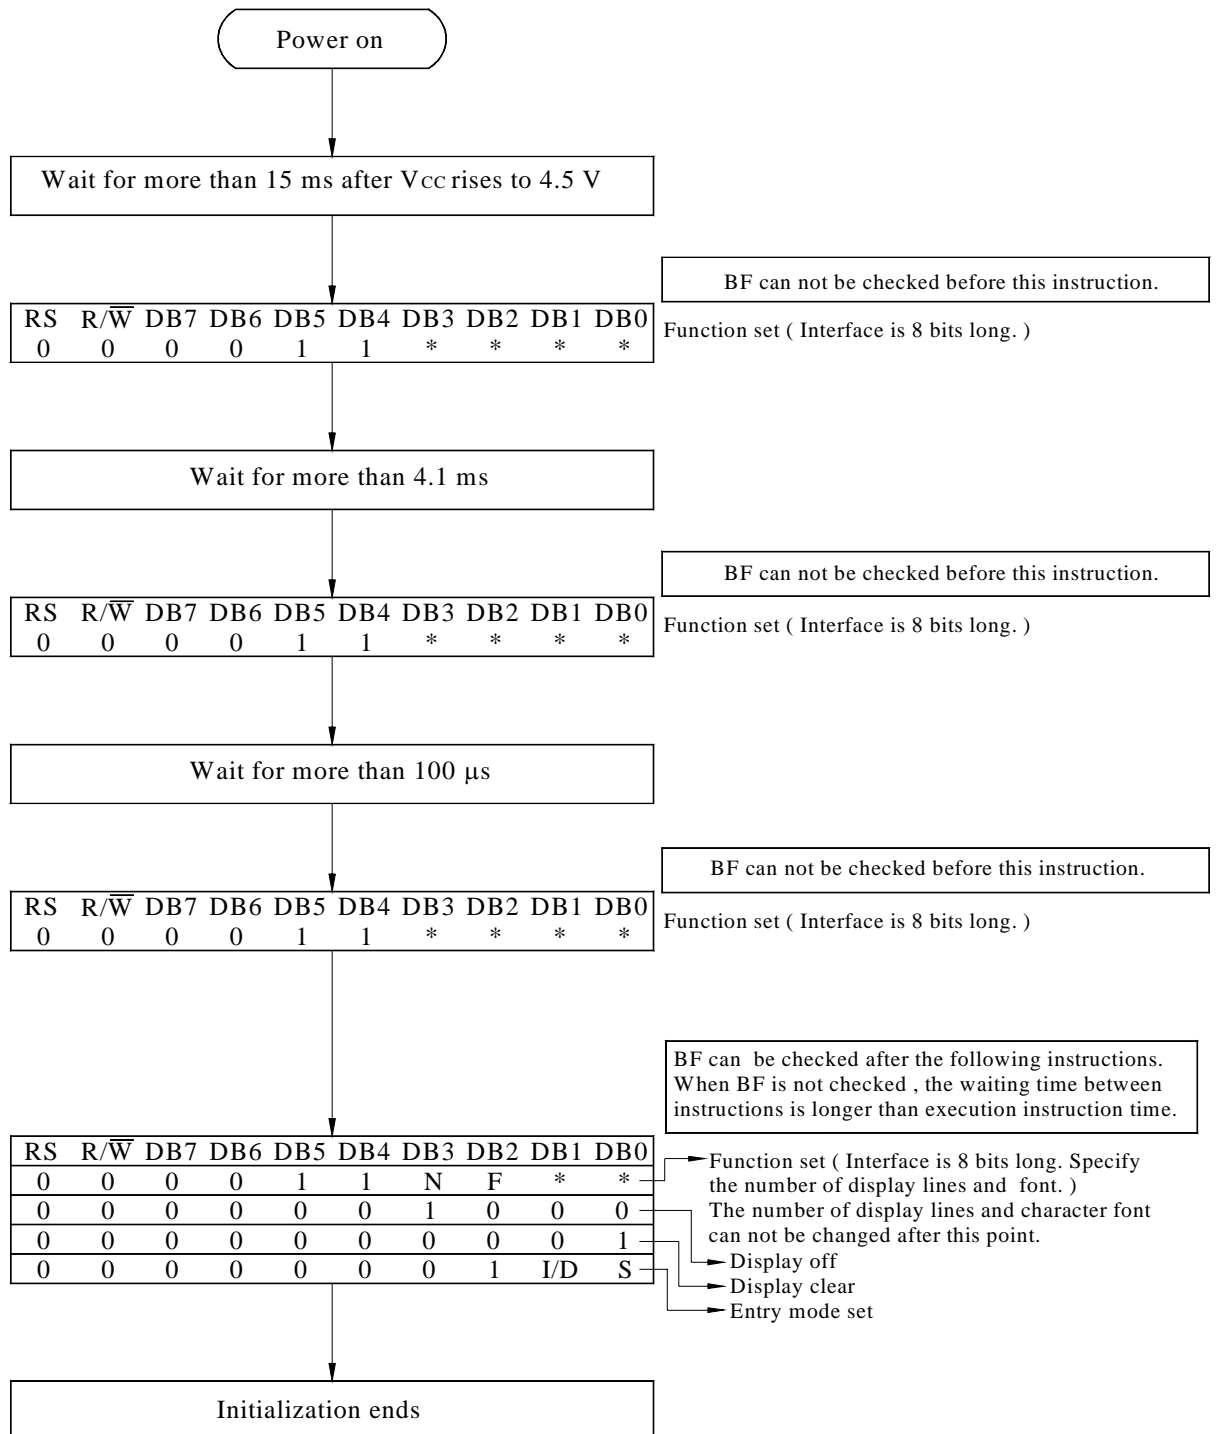 Power on
Wait for more than 15 ms after Vcc rises to 4.5 V
BF can not be checked before this instruction.
RS R/W̅ DB7 DB6 DB5 DB4 DB3 DB2 DB1 DB0
0 0 0 0 1 1 * * * *
Function set ( Interface is 8 bits long. )
Wait for more than 4.1 ms
BF can not be checked before this instruction.
RS R/W̅ DB7 DB6 DB5 DB4 DB3 DB2 DB1 DB0
0 0 0 0 1 1 * * * *
Function set ( Interface is 8 bits long. )
Wait for more than 100 µs
BF can not be checked before this instruction.
RS R/W̅ DB7 DB6 DB5 DB4 DB3 DB2 DB1 DB0
0 0 0 0 1 1 * * * *
Function set ( Interface is 8 bits long. )
BF can be checked after the following instructions.
When BF is not checked , the waiting time between
instructions is longer than execution instruction time.
RS R/W̅ DB7 DB6 DB5 DB4 DB3 DB2 DB1 DB0
0 0 0 0 1 1 N F * *
0 0 0 0 0 0 1 0 0 0
0 0 0 0 0 0 0 0 0 1
0 0 0 0 0 0 0 1 I/D S
Function set ( Interface is 8 bits long. Specify
the number of display lines and font. )
The number of display lines and character font
can not be changed after this point.
Display off
Display clear
Entry mode set
Initialization ends